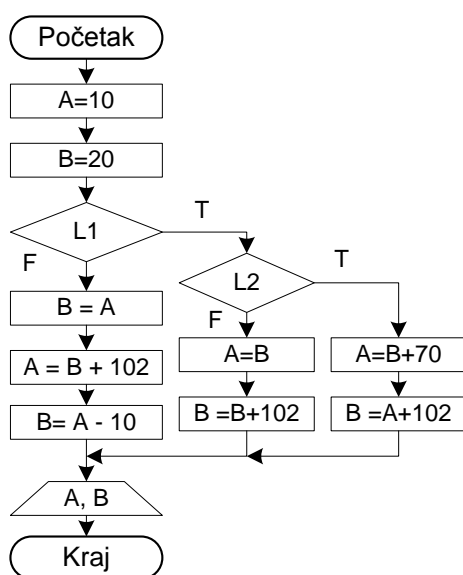 Početak
A=10
B=20
L1
T
F
L2
T
F
B = A
A = B + 102
B= A - 10
A=B
B =B+102
A=B+70
B =A+102
A, B
Kraj